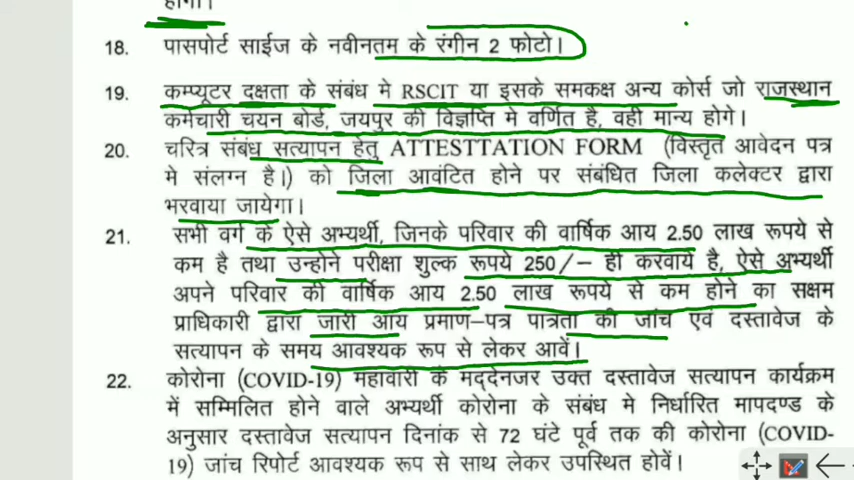 होगा।
18. पासपोर्ट साईज के नवीनतम के रंगीन 2 फोटो।
19. कम्प्यूटर दक्षता के संबंध मे RSCIT या इसके समकक्ष अन्य कोर्स जो राजस्थान
कर्मचारी चयन बोर्ड, जयपुर की विज्ञप्ति मे वर्णित है, वही मान्य होगे।
20. चरित्र संबंध सत्यापन हेतु ATTESTTATION FORM (विस्तृत आवेदन पत्र
मे संलग्न है।) को जिला आवंटित होने पर संबंधित जिला कलेक्टर द्वारा
भरवाया जायेगा।
21. सभी वर्ग के ऐसे अभ्यर्थी, जिनके परिवार की वार्षिक आय 2.50 लाख रूपये से
कम है तथा उन्होने परीक्षा शुल्क रूपये 250/- ही करवाये है, ऐसे अभ्यर्थी
अपने परिवार की वार्षिक आय 2.50 लाख रूपये से कम होने का सक्षम
प्राधिकारी द्वारा जारी आय प्रमाण-पत्र पात्रता की जांच एवं दस्तावेज के
सत्यापन के समय आवश्यक रूप से लेकर आवें।
22. कोरोना (COVID-19) महावारी के मद्देनजर उक्त दस्तावेज सत्यापन कार्यक्रम
में सम्मिलित होने वाले अभ्यर्थी कोरोना के संबंध मे निर्धारित मापदण्ड के
अनुसार दस्तावेज सत्यापन दिनांक से 72 घंटे पूर्व तक की कोरोना (COVID-
19) जांच रिपोर्ट आवश्यक रूप से साथ लेकर उपस्थित होवें।